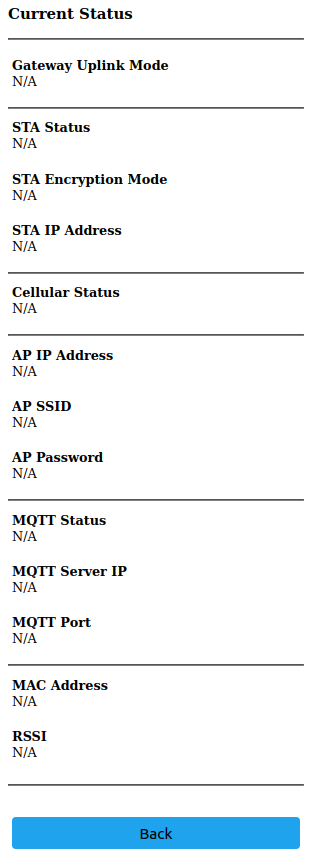 Current Status
Gateway Uplink Mode
N/A
STA Status
N/A
STA Encryption Mode
N/A
STA IP Address
N/A
Cellular Status
N/A
AP IP Address
N/A
AP SSID
N/A
AP Password
N/A
MQTT Status
N/A
MQTT Server IP
N/A
MQTT Port
N/A
MAC Address
N/A
RSSI
N/A
Back